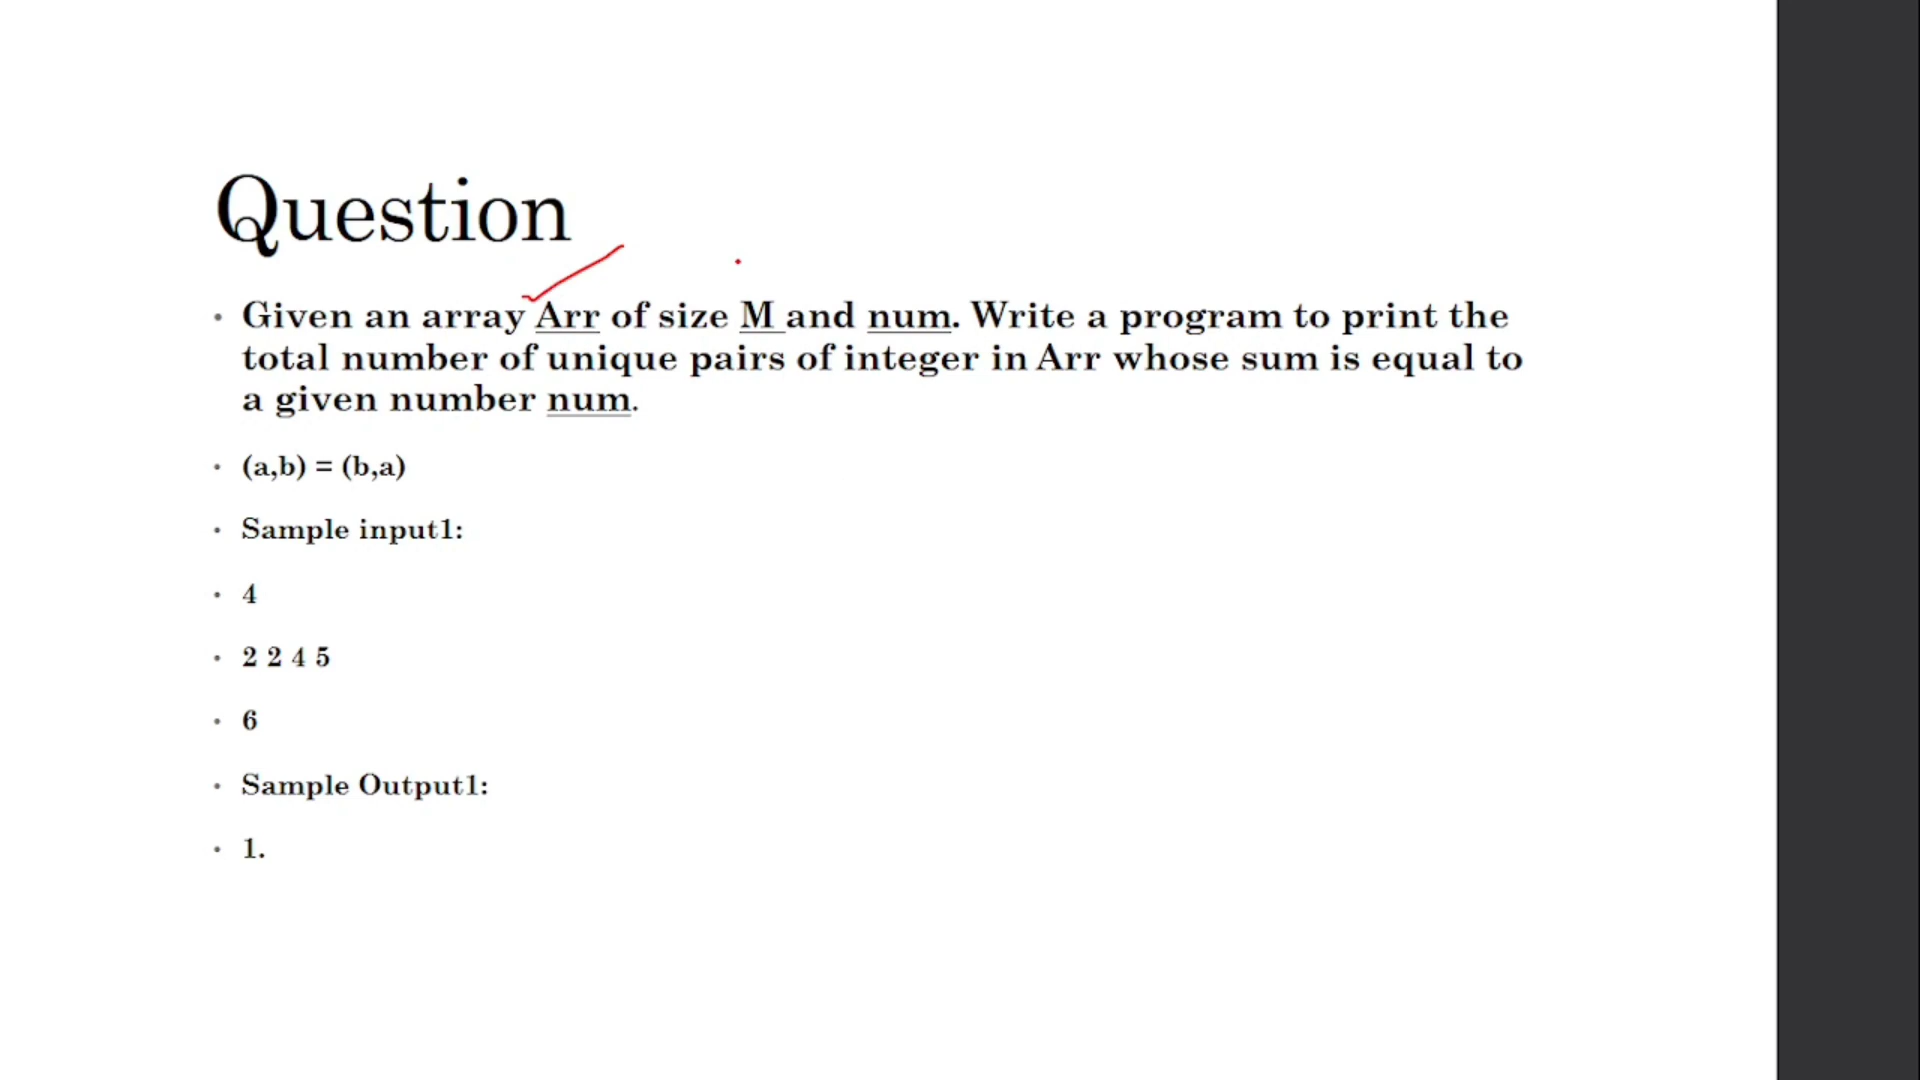 Question
• Given an array Arr of size M and num. Write a program to print the
total number of unique pairs of integer in Arr whose sum is equal to
a given number num.
• (a,b) = (b,a)
• Sample input1:
• 4
• 2 2 4 5
• 6
• Sample Output1:
• 1.